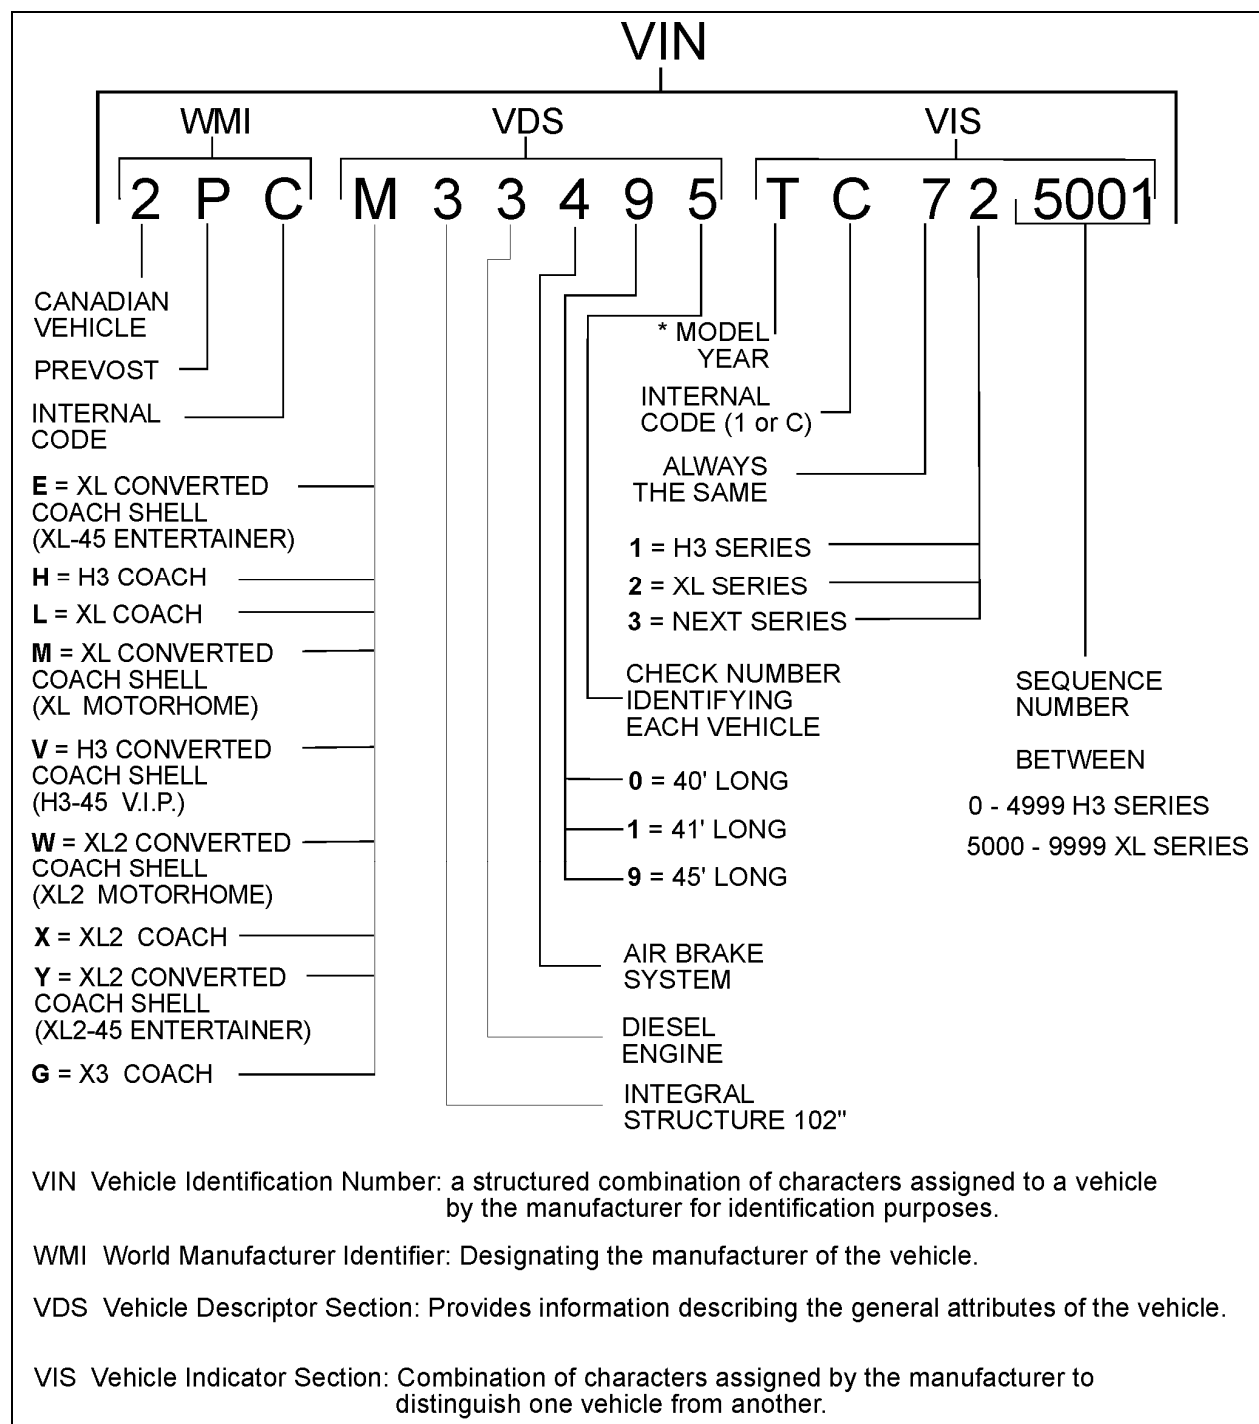 VIN
WMI VDS VIS
2 P C M 3 3 4 9 5 T C 7 2 5001
CANADIAN
VEHICLE
PREVOST
INTERNAL
CODE
E = XL CONVERTED
COACH SHELL
(XL-45 ENTERTAINER)
H = H3 COACH
L = XL COACH
M = XL CONVERTED
COACH SHELL
(XL MOTORHOME)
V = H3 CONVERTED
COACH SHELL
(H3-45 V.I.P.)
W = XL2 CONVERTED
COACH SHELL
(XL2 MOTORHOME)
X = XL2 COACH
Y = XL2 CONVERTED
COACH SHELL
(XL2-45 ENTERTAINER)
G = X3 COACH
* MODEL
YEAR
INTERNAL
CODE (1 or C)
ALWAYS
THE SAME
1 = H3 SERIES
2 = XL SERIES
3 = NEXT SERIES
CHECK NUMBER
IDENTIFYING
EACH VEHICLE
0 = 40' LONG
1 = 41' LONG
9 = 45' LONG
AIR BRAKE
SYSTEM
DIESEL
ENGINE
INTEGRAL
STRUCTURE 102"
SEQUENCE
NUMBER
BETWEEN
0 - 4999 H3 SERIES
5000 - 9999 XL SERIES
VIN Vehicle Identification Number: a structured combination of characters assigned to a vehicle
by the manufacturer for identification purposes.
WMI World Manufacturer Identifier: Designating the manufacturer of the vehicle.
VDS Vehicle Descriptor Section: Provides information describing the general attributes of the vehicle.
VIS Vehicle Indicator Section: Combination of characters assigned by the manufacturer to
distinguish one vehicle from another.